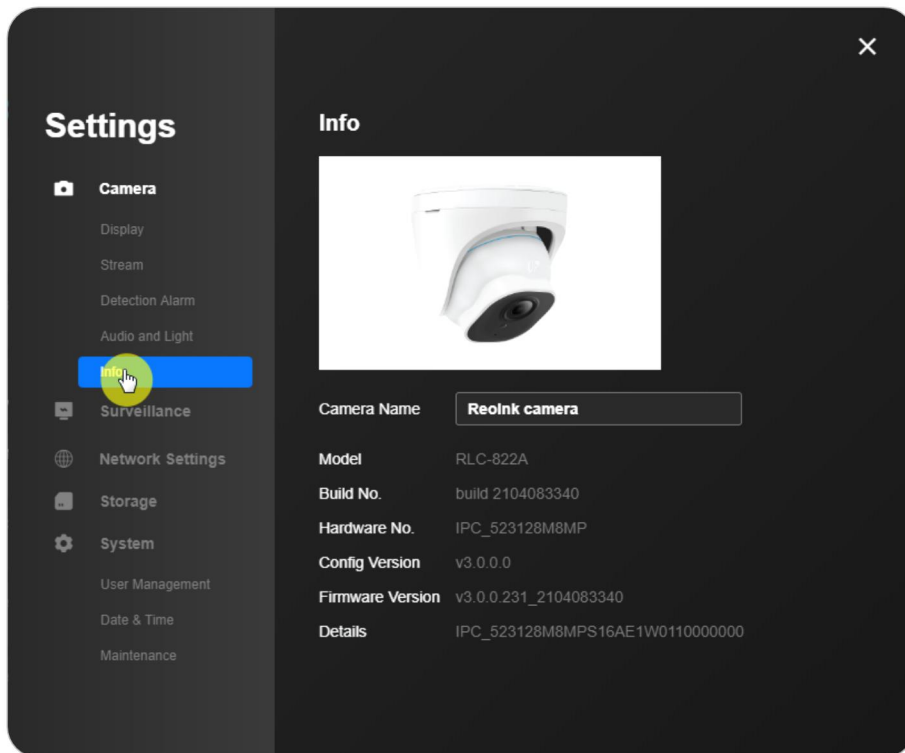 Settings
Camera
Display
Stream
Detection Alarm
Audio and Light
Info
Surveillance
Network Settings
Storage
System
User Management
Date & Time
Maintenance
Info
Camera Name Reolnk camera
Model RLC-822A
Build No. build 2104083340
Hardware No. IPC_523128M8MP
Config Version v3.0.0.0
Firmware Version v3.0.0.231_2104083340
Details IPC_523128M8MPS16AE1W0110000000